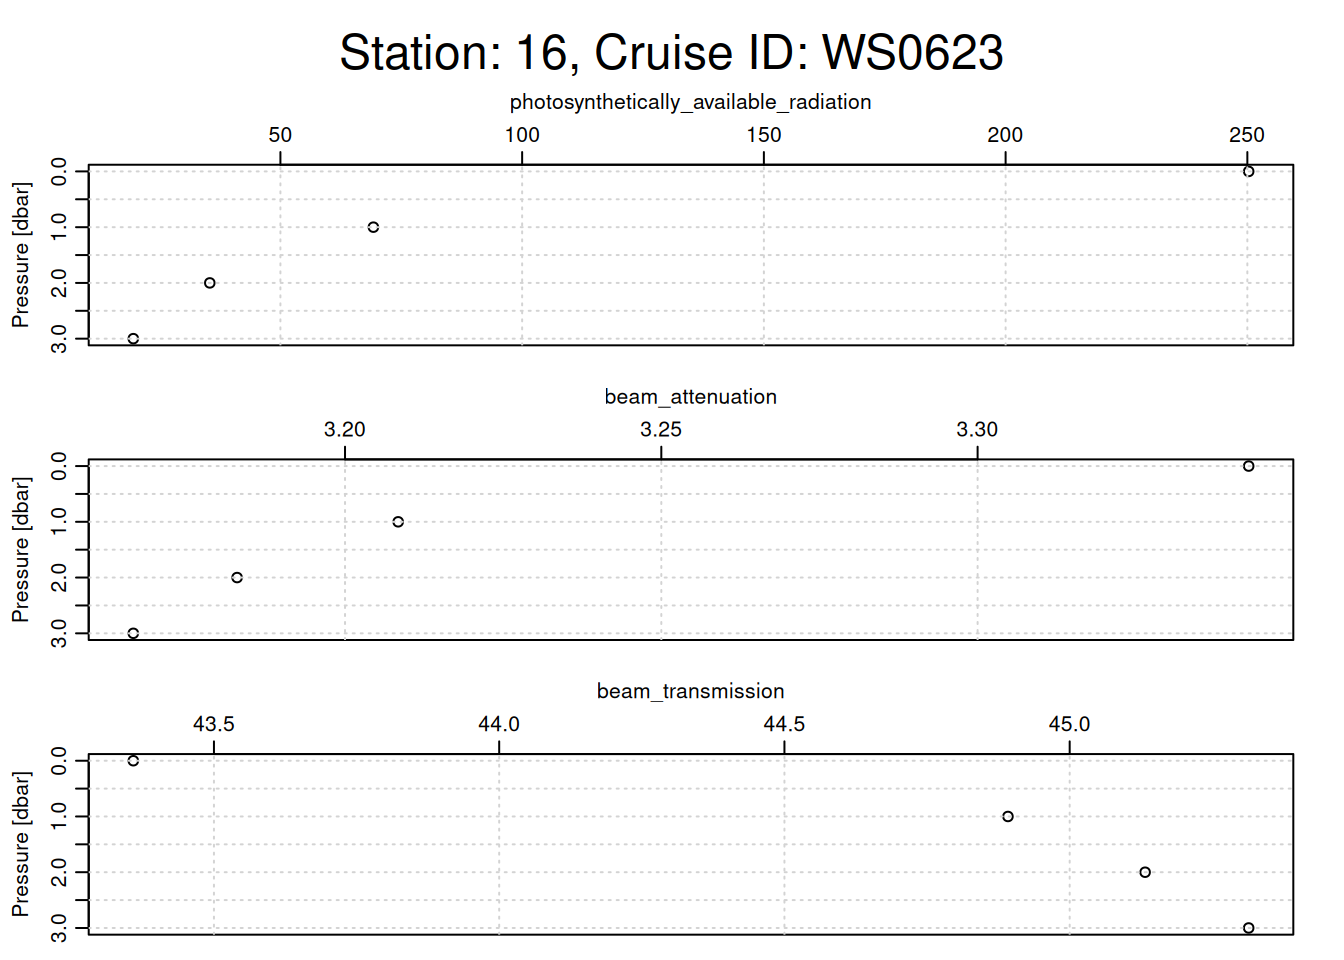 Station: 16, Cruise ID: WS0623
photosynthetically_available_radiation
50 100 150 200 250
Pressure [dbar]
0.0
1.0
2.0
3.0
beam_attenuation
3.20 3.25 3.30
Pressure [dbar]
0.0
1.0
2.0
3.0
beam_transmission
43.5 44.0 44.5 45.0
Pressure [dbar]
0.0
1.0
2.0
3.0